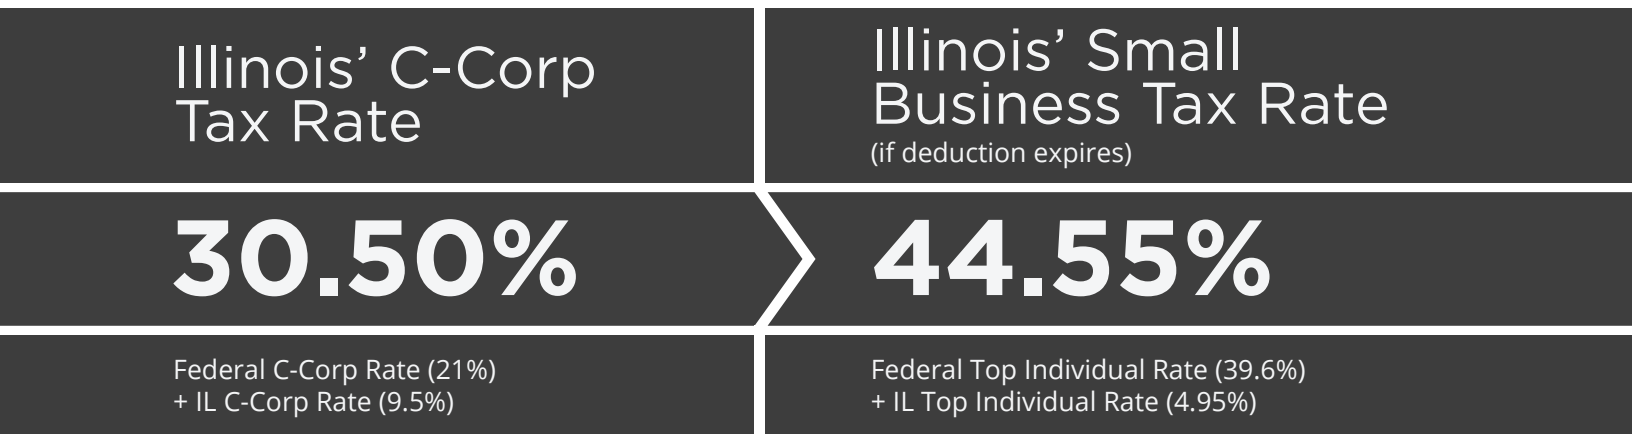 Illinois’ C-Corp
Tax Rate
Illinois’ Small
Business Tax Rate
(if deduction expires)
30.50%
44.55%
Federal C-Corp Rate (21%)
+ IL C-Corp Rate (9.5%)
Federal Top Individual Rate (39.6%)
+ IL Top Individual Rate (4.95%)